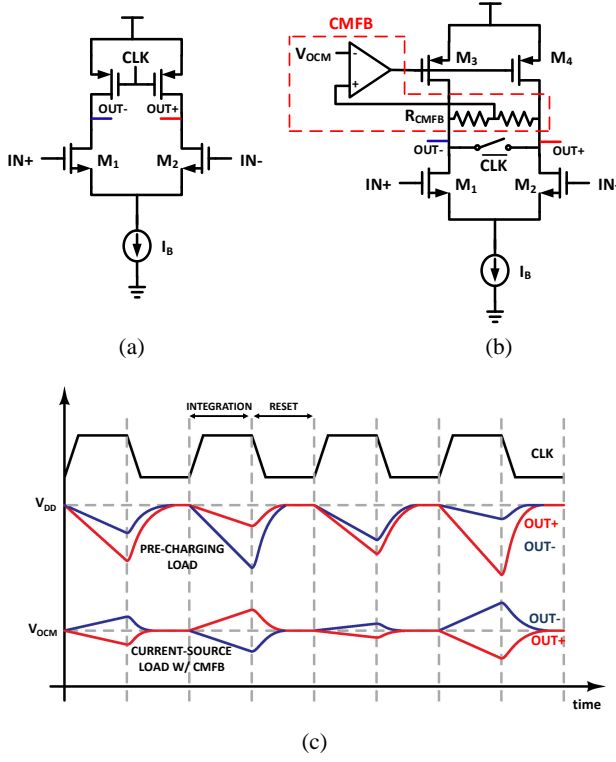 CLK
OUT-
OUT+
IN+
M1
M2
IN-
IB
(a)
CMFB
VOCM
-
+
M3
M4
RCMFB
OUT-
OUT+
CLK
IN+
M1
M2
IN-
IB
(b)
INTEGRATION
RESET
CLK
VDD
OUT+
PRE-CHARGING
LOAD
OUT-
VOCM
OUT-
CURRENT-SOURCE
LOAD W/ CMFB
OUT+
time
(c)